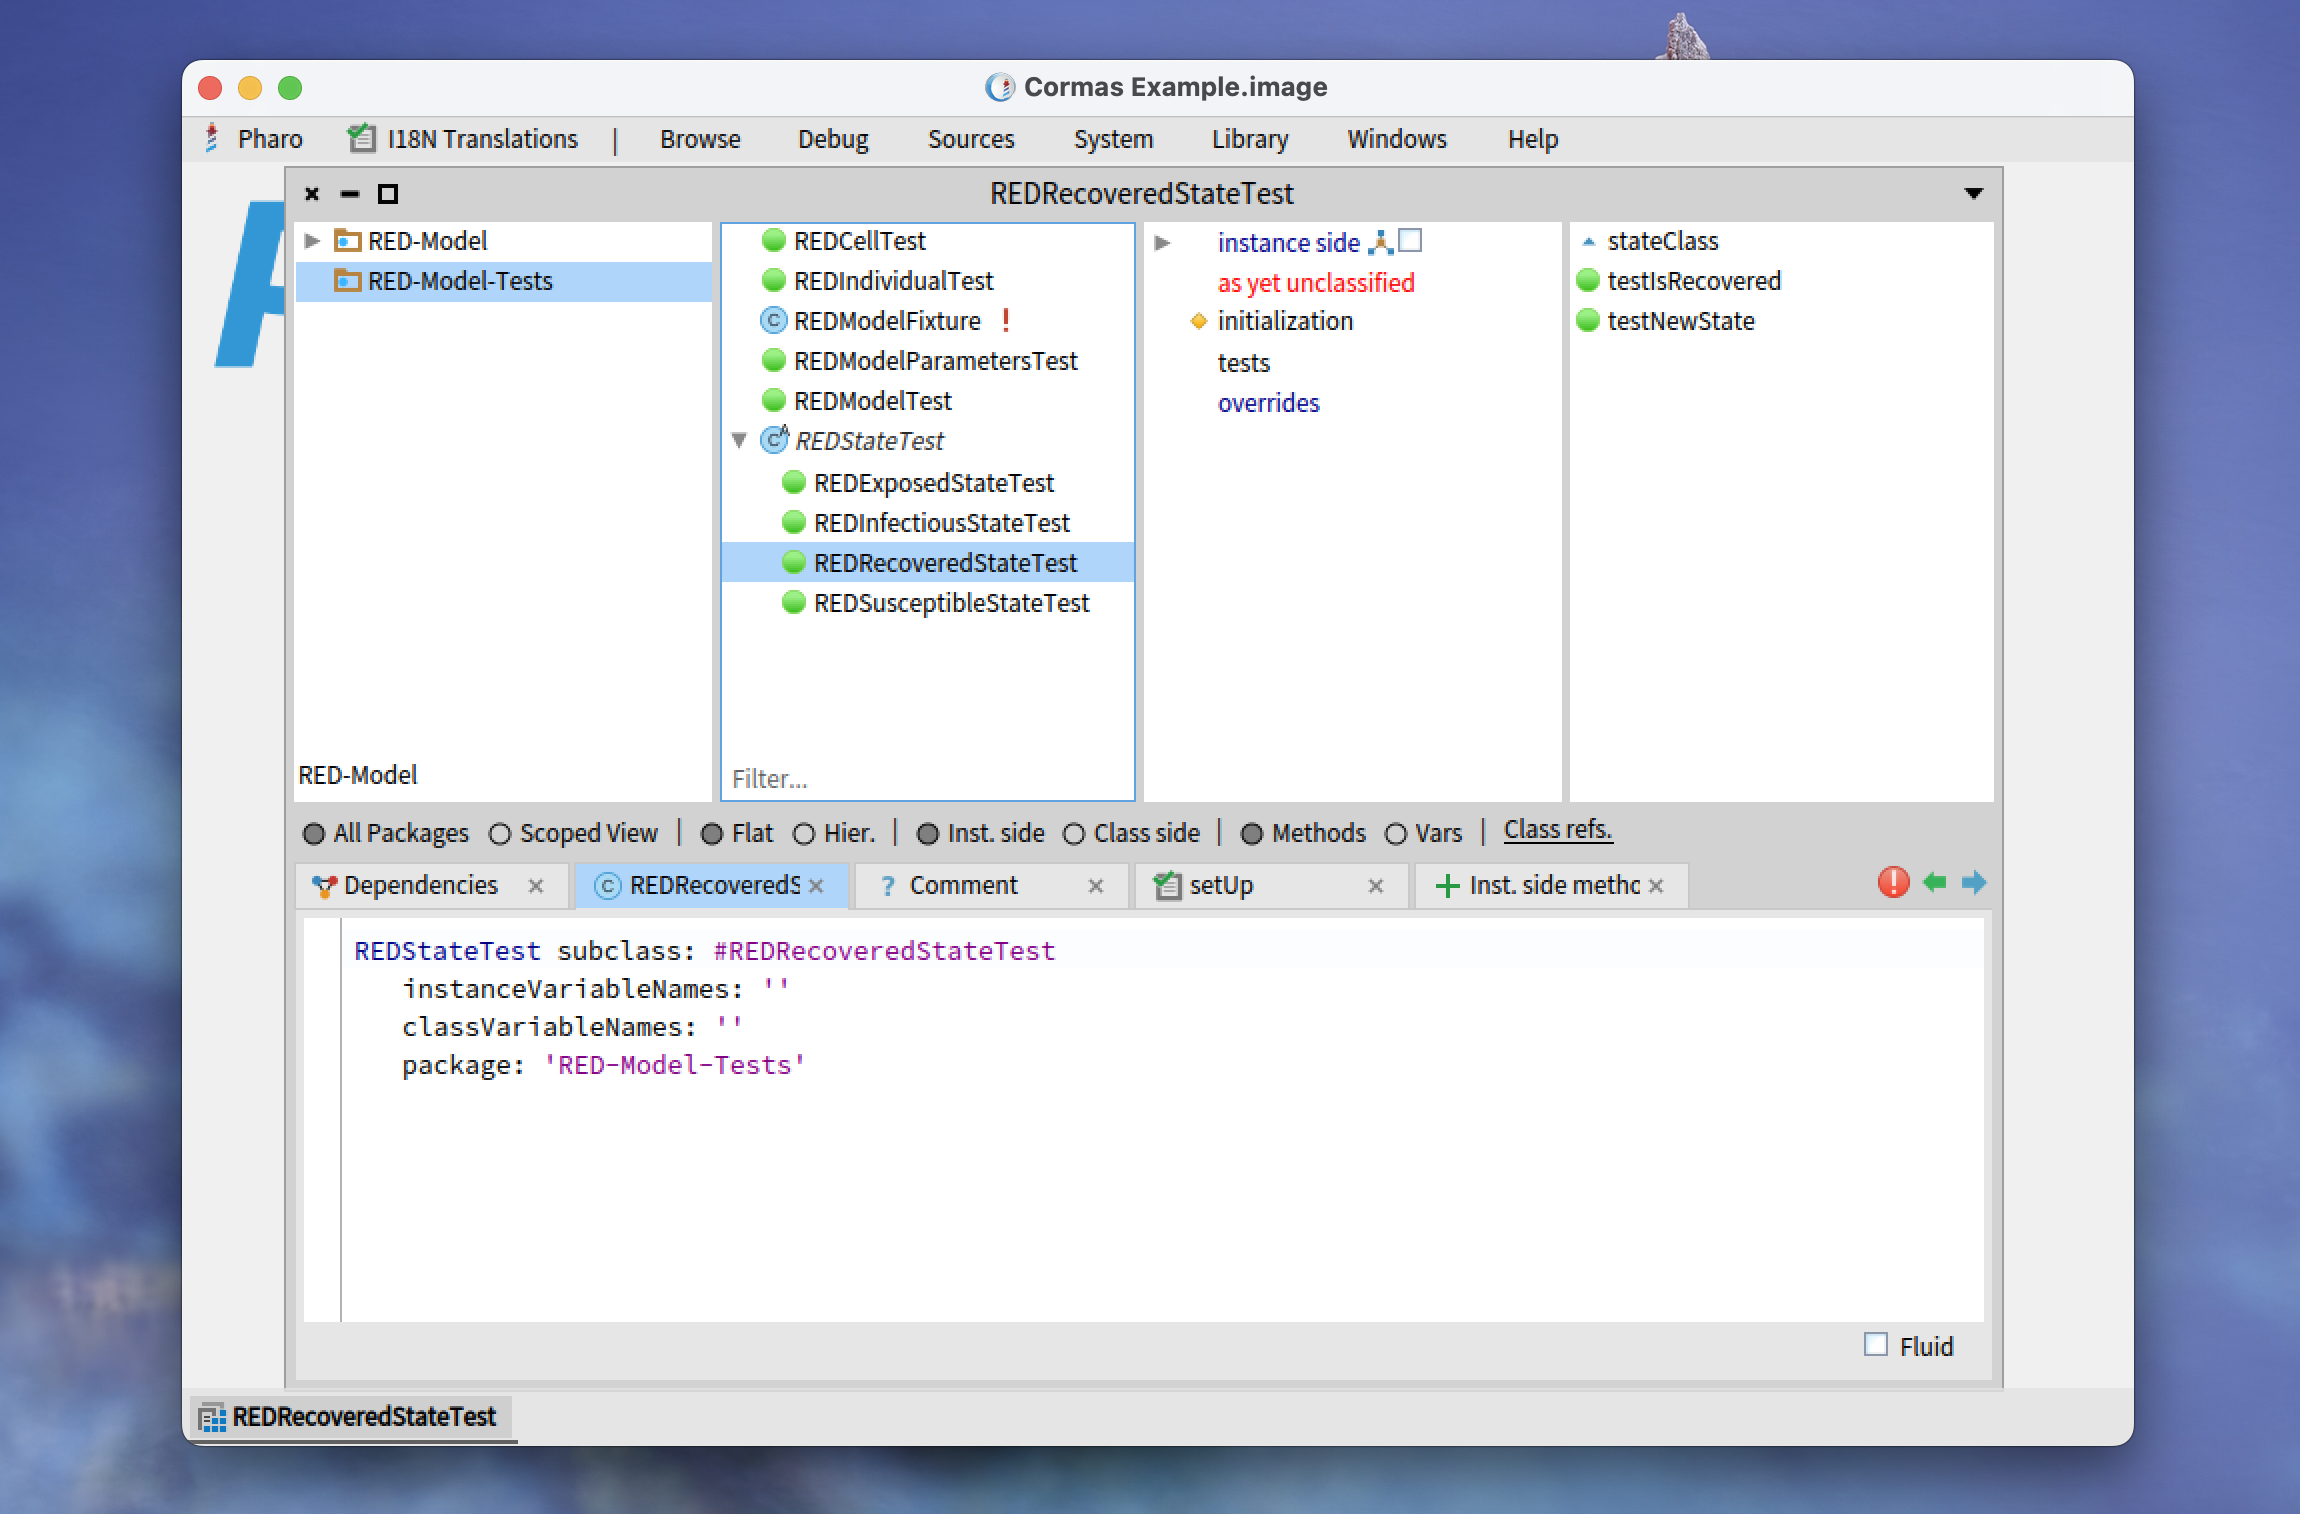 Cormas Example.image
Pharo I18N Translations | Browse Debug Sources System Library Windows Help
REDRecoveredStateTest
RED-Model
RED-Model-Tests
RED-Model
REDCellTest
REDIndividualTest
REDModelFixture !
REDModelParametersTest
REDModelTest
REDStateTest
REDExposedStateTest
REDInfectiousStateTest
REDRecoveredStateTest
REDSusceptibleStateTest
Filter...
instance side
as yet unclassified
initialization
tests
overrides
stateClass
testIsRecovered
testNewState
All Packages Scoped View | Flat Hier. | Inst. side Class side | Methods Vars | Class refs.
Dependencies REDRecoveredS ? Comment setUp Inst. side methc
REDStateTest subclass: #REDRecoveredStateTest
instanceVariableNames: ''
classVariableNames: ''
package: 'RED-Model-Tests'
Fluid
REDRecoveredStateTest